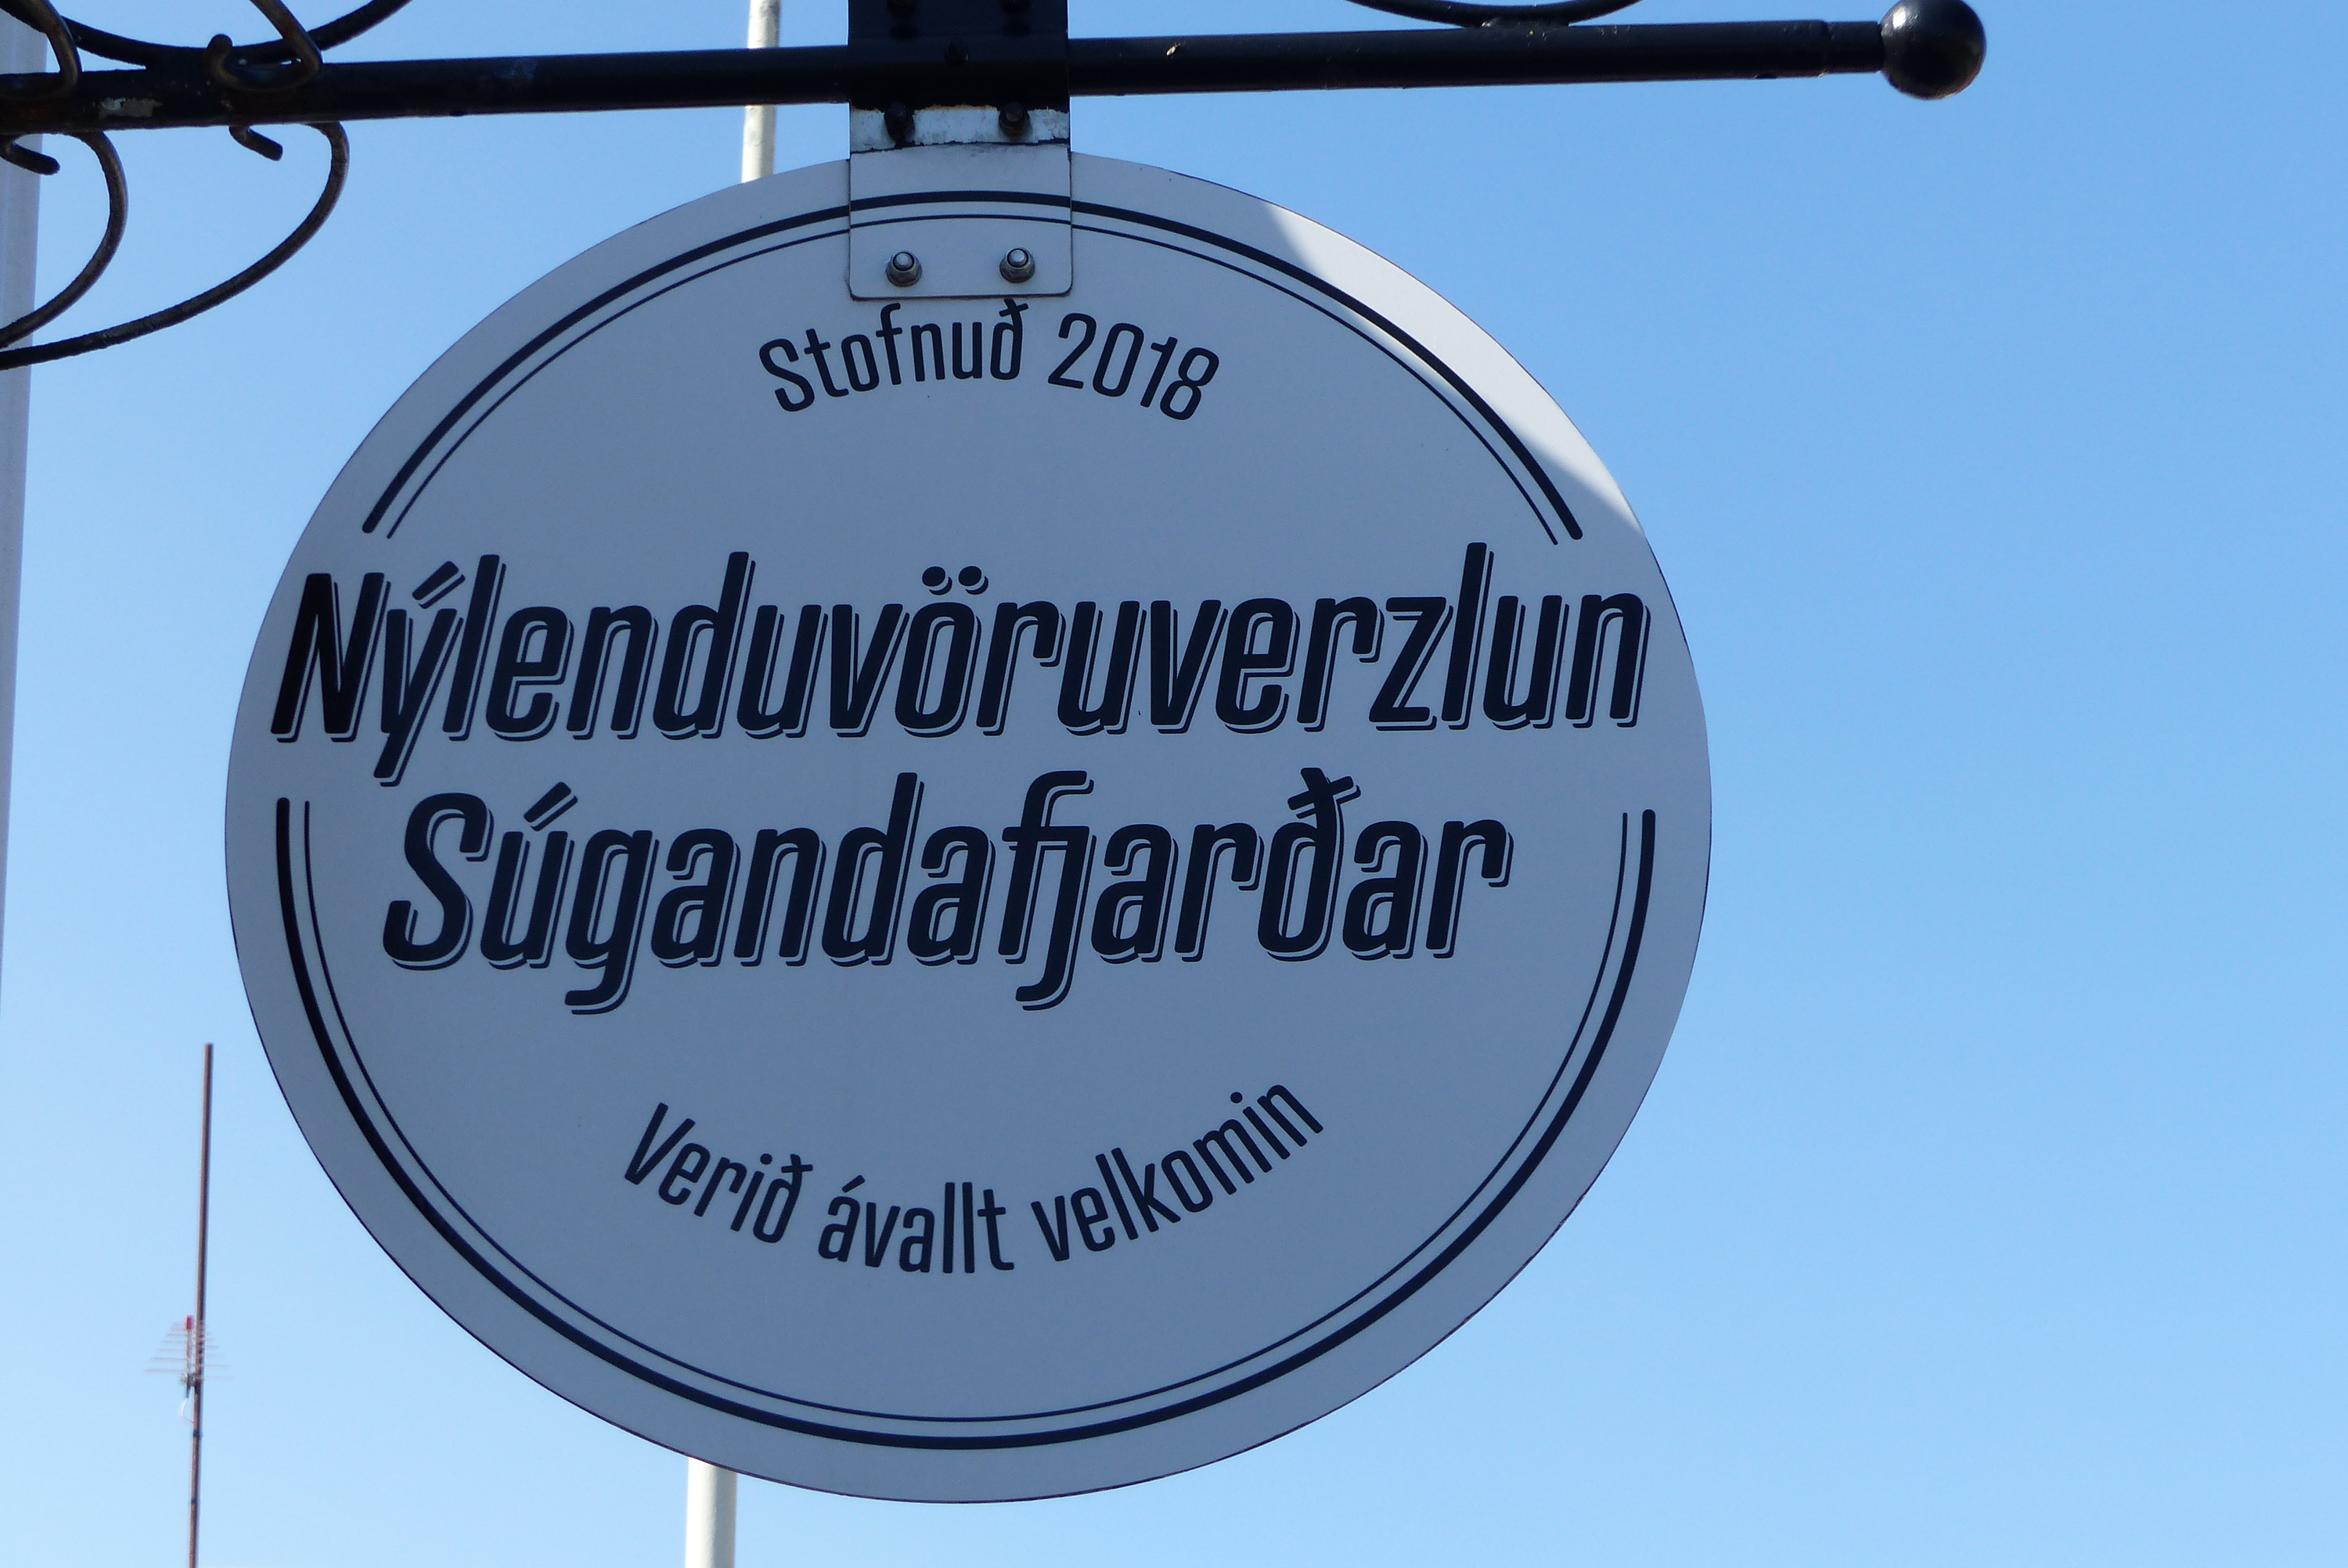 Stofnuð 2018
Nýlenduvöruverzlun
Súgandafjarðar
Verið ávallt velkomin